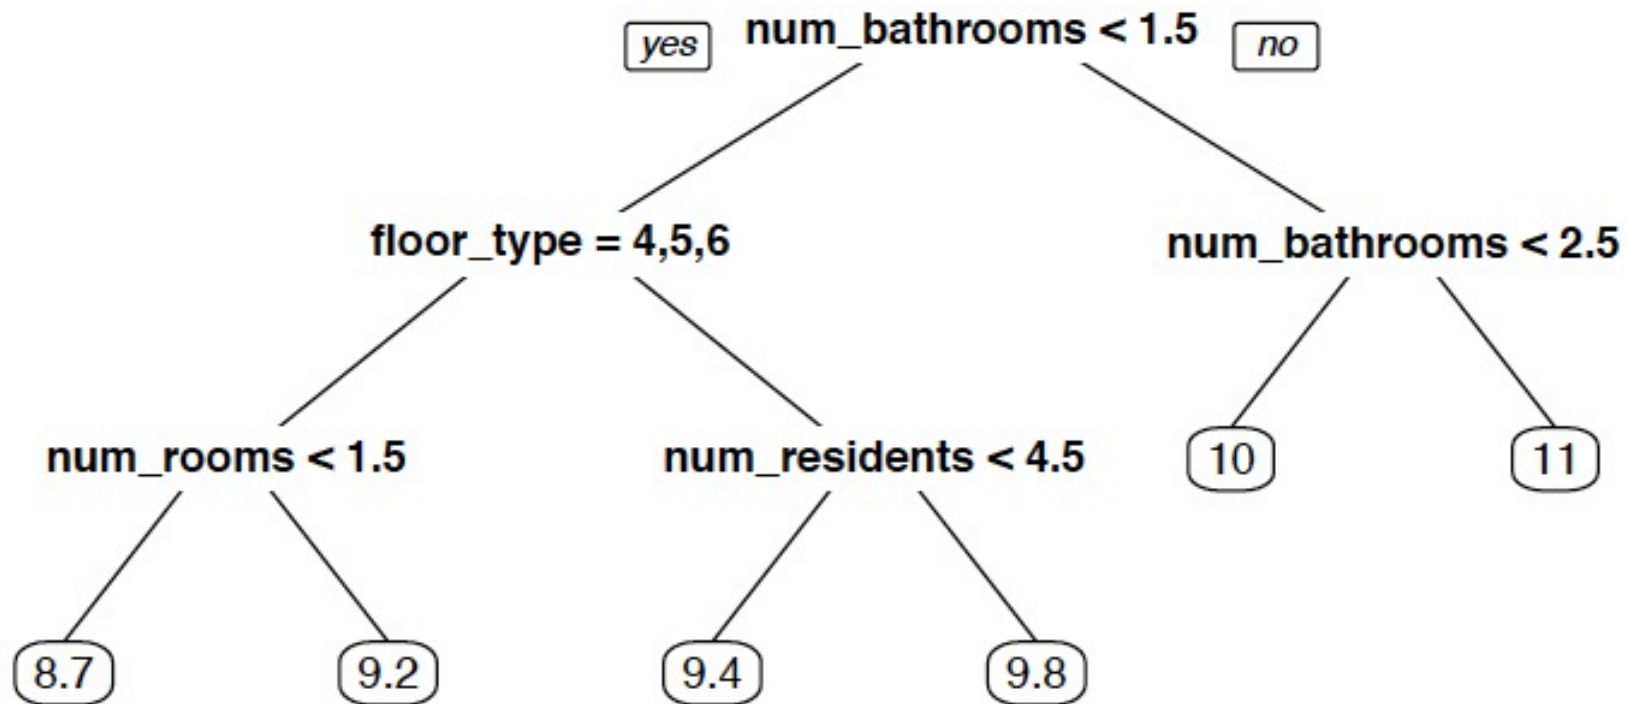 yes num_bathrooms < 1.5 no
floor_type = 4,5,6 num_bathrooms < 2.5
num_rooms < 1.5 num_residents < 4.5 10 11
8.7 9.2 9.4 9.8